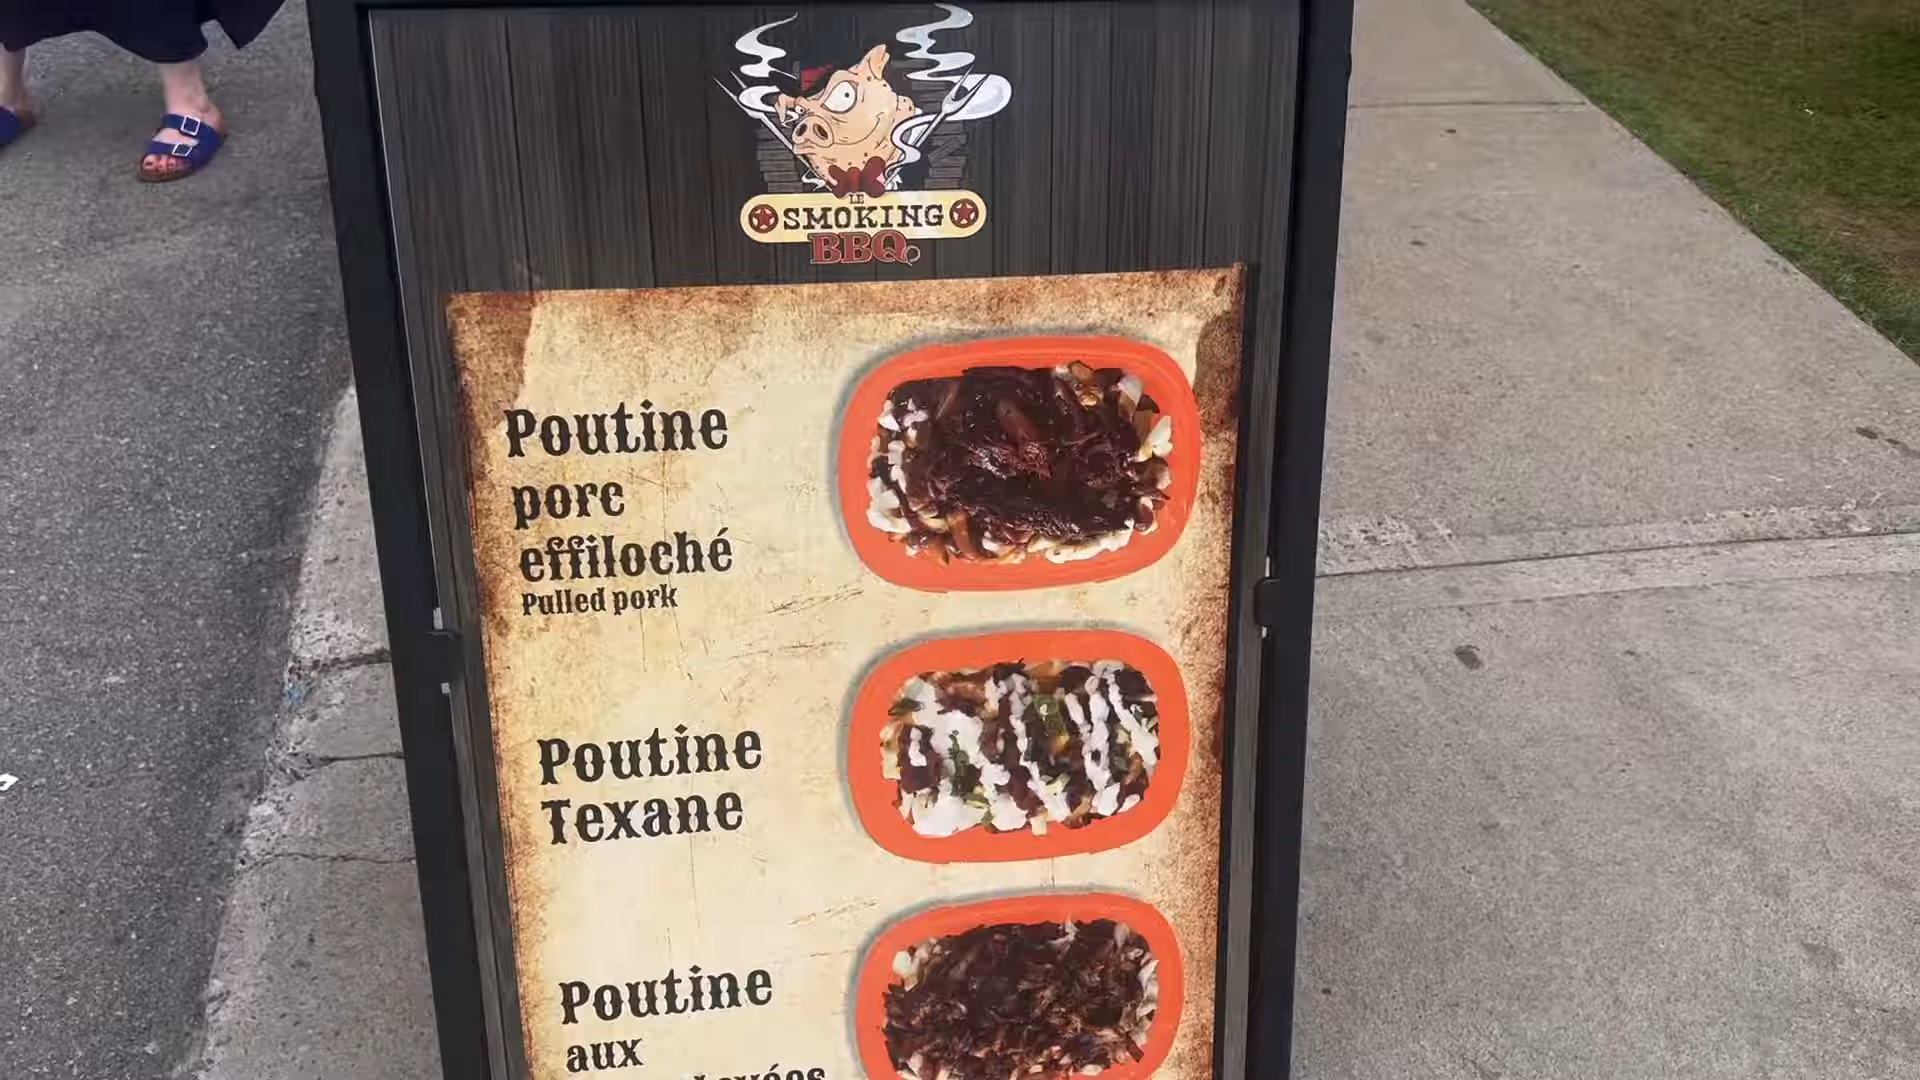 LE
SMOKING
BBQ
Poutine
porc
effiloché
Pulled pork
Poutine
Texane
Poutine
aux